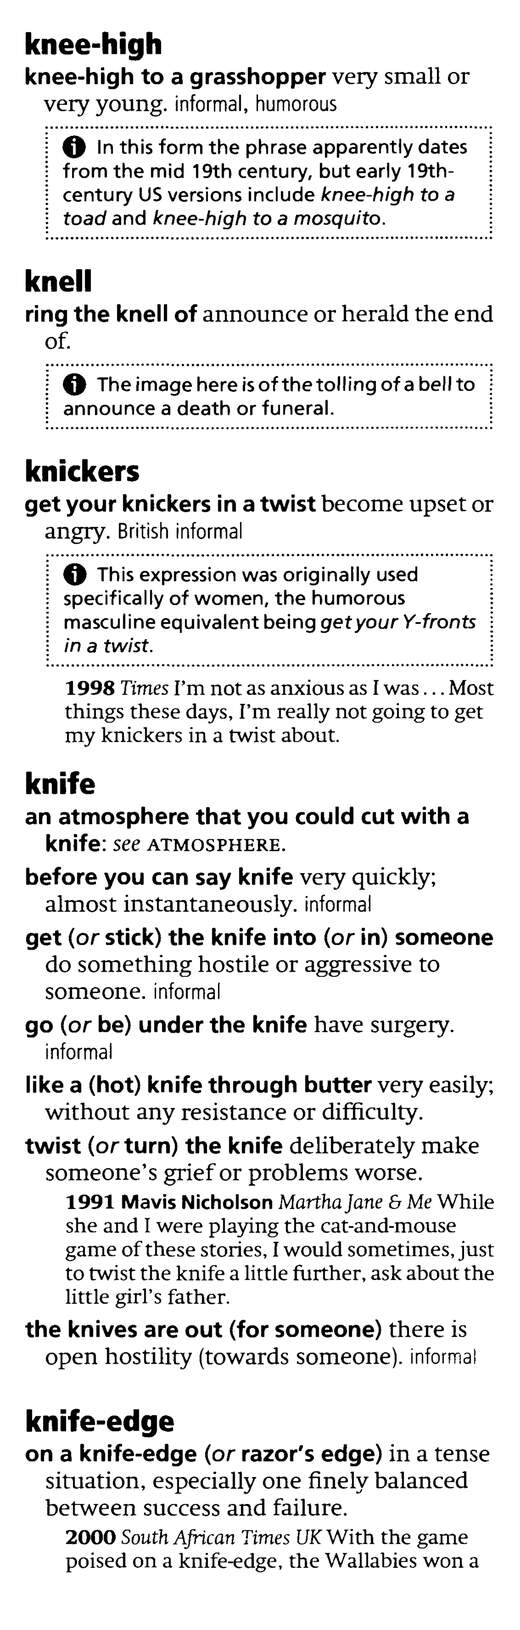 knee-high
knee-high to a grasshopper very small or
very young. informal, humorous
In this form the phrase apparently dates
from the mid 19th century, but early 19th-
century US versions include knee-high to a
toad and knee-high to a mosquito.
knell
ring the knell of announce or herald the end
of.
The image here is of the tolling of a bell to
announce a death or funeral.
knickers
get your knickers in a twist become upset or
angry. British informal
This expression was originally used
specifically of women, the humorous
masculine equivalent being get your Y-fronts
in a twist.
1998 Times I'm not as anxious as I was . . . Most
things these days, I'm really not going to get
my knickers in a twist about.
knife
an atmosphere that you could cut with a
knife: see ATMOSPHERE.
before you can say knife very quickly;
almost instantaneously. informal
get (or stick) the knife into (or in) someone
do something hostile or aggressive to
someone. informal
go (or be) under the knife have surgery.
informal
like a (hot) knife through butter very easily;
without any resistance or difficulty.
twist (or turn) the knife deliberately make
someone's grief or problems worse.
1991 Mavis Nicholson Martha Jane & Me While
she and I were playing the cat-and-mouse
game of these stories, I would sometimes, just
to twist the knife a little further, ask about the
little girl's father.
the knives are out (for someone) there is
open hostility (towards someone). informal
knife-edge
on a knife-edge (or razor's edge) in a tense
situation, especially one finely balanced
between success and failure.
2000 South African Times UK With the game
poised on a knife-edge, the Wallabies won a